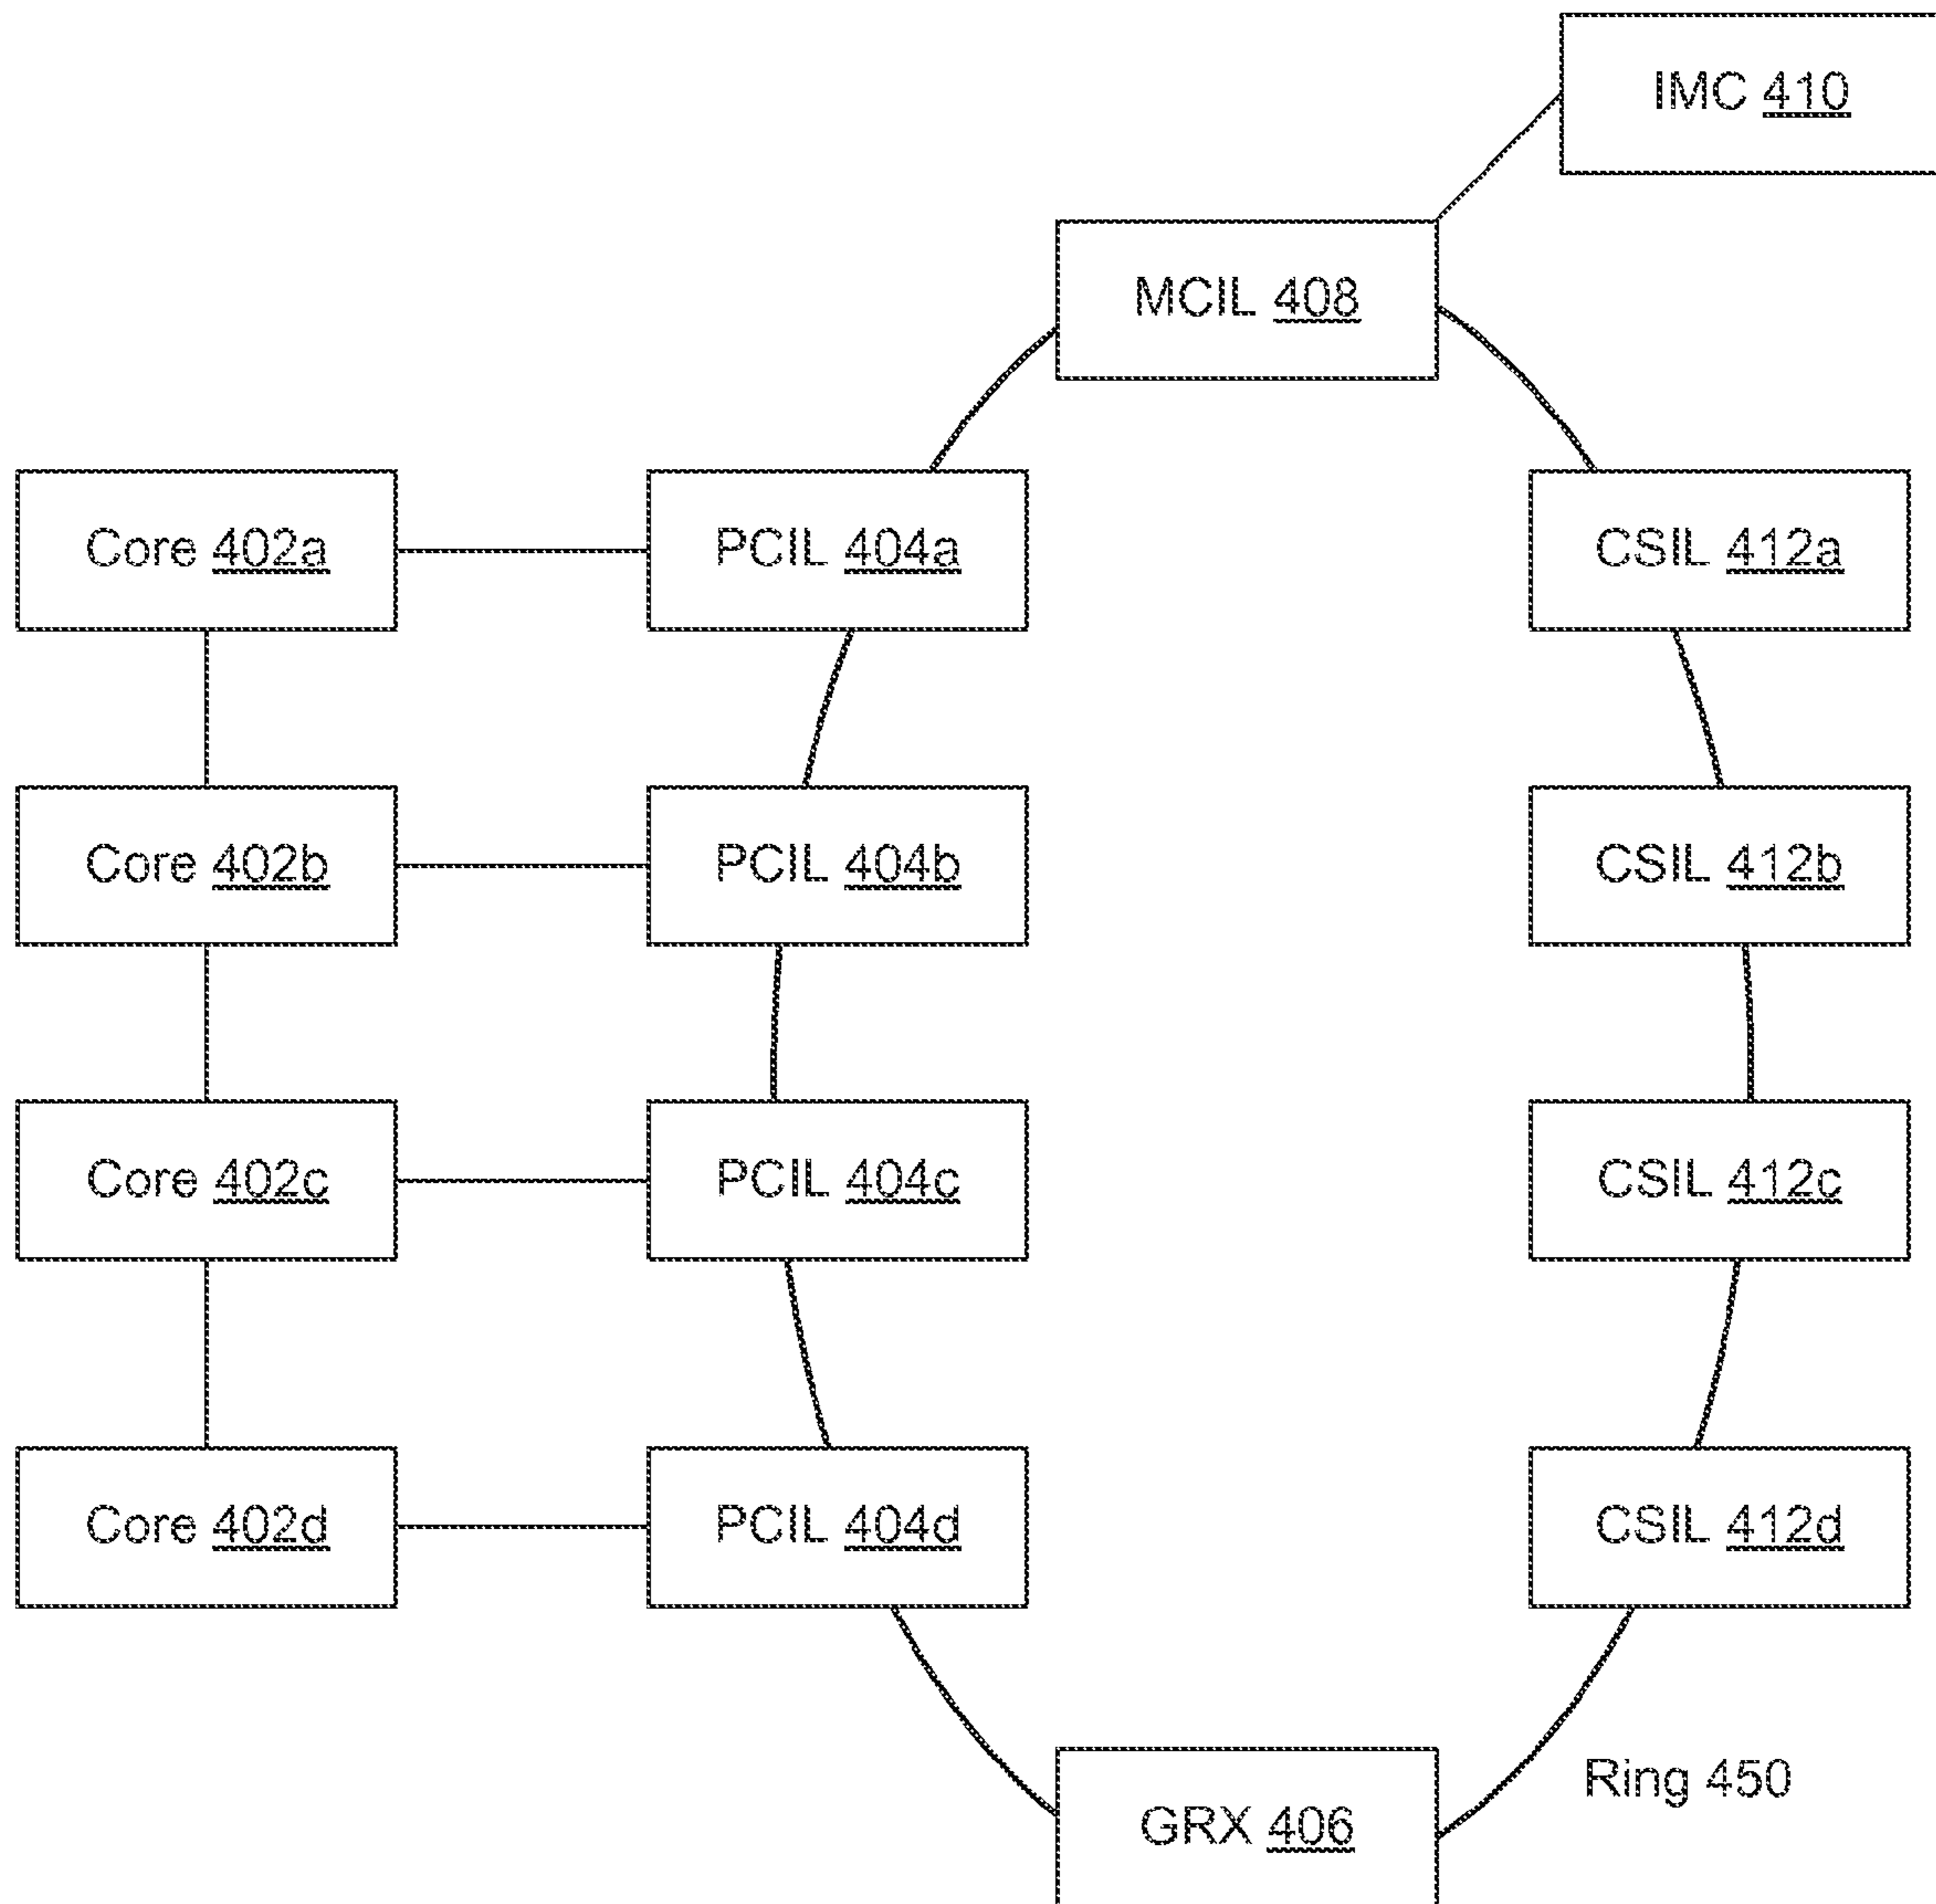 IMC 410
MCIL 408
Core 402a
PCIL 404a
CSIL 412a
Core 402b
PCIL 404b
CSIL 412b
Core 402c
PCIL 404c
CSIL 412c
Core 402d
PCIL 404d
CSIL 412d
Ring 450
GRX 406